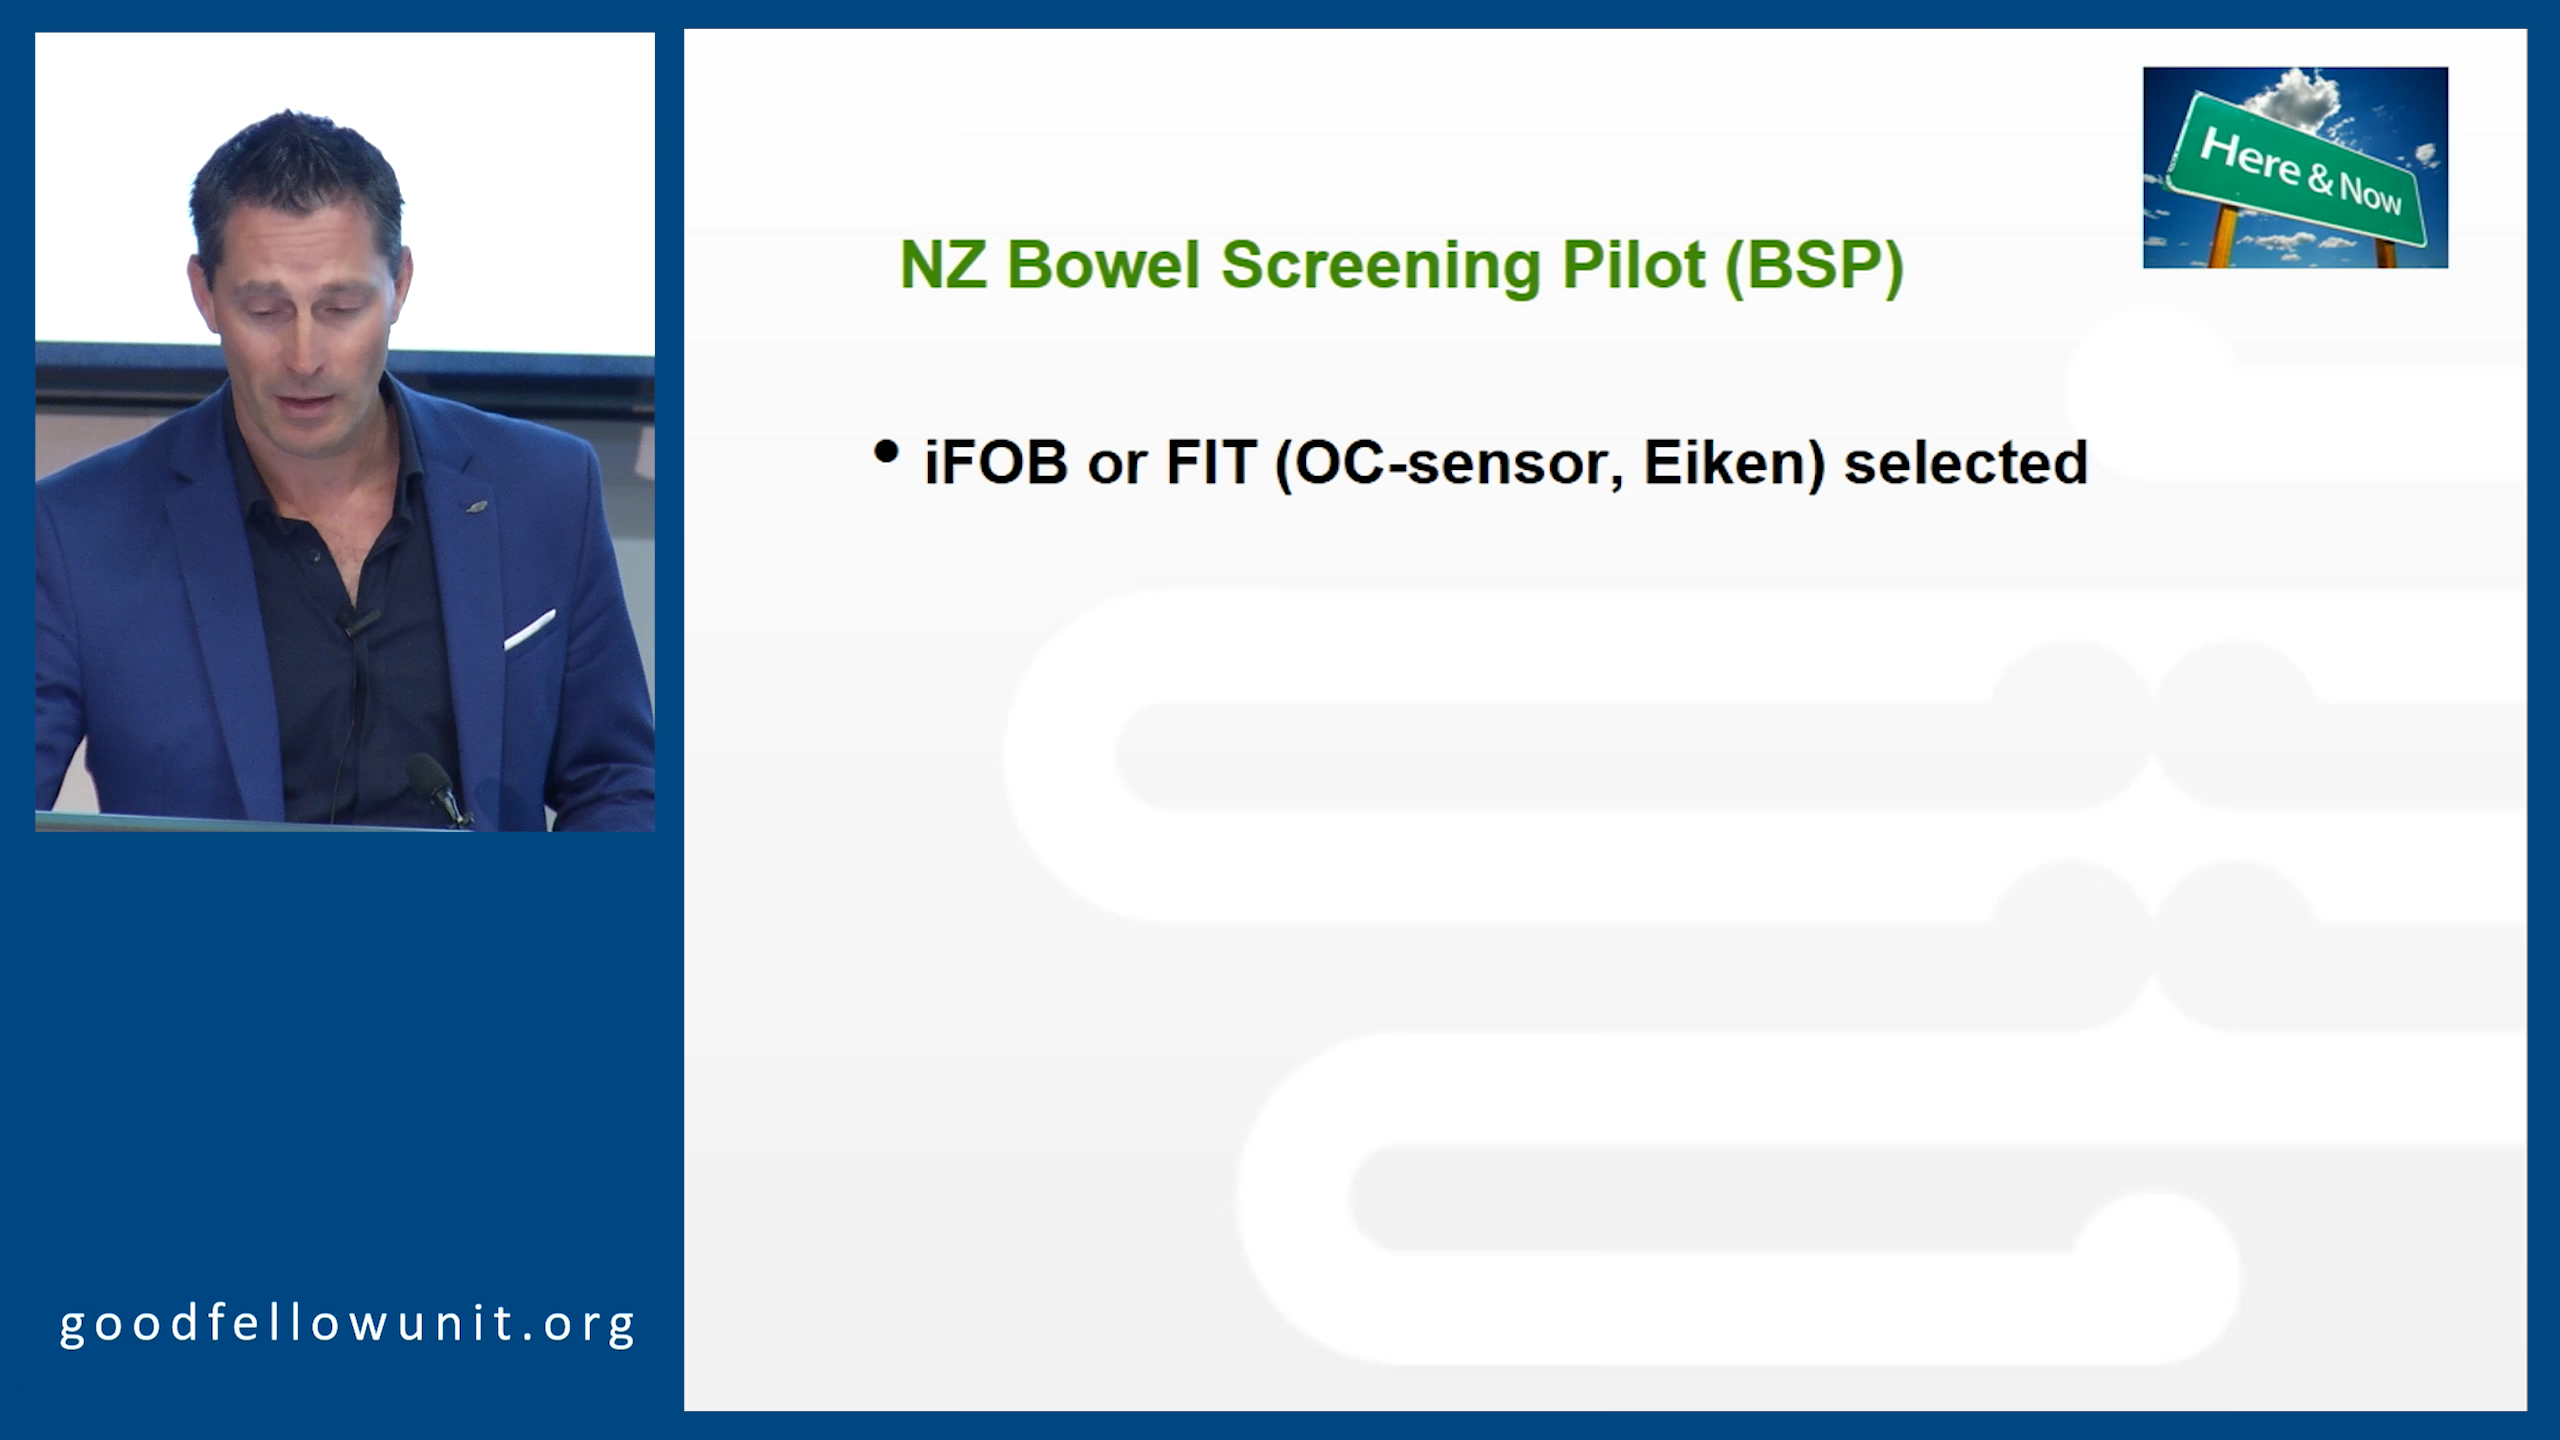 Here & Now
NZ Bowel Screening Pilot (BSP)
• iFOB or FIT (OC-sensor, Eiken) selected
goodfellowunit.org